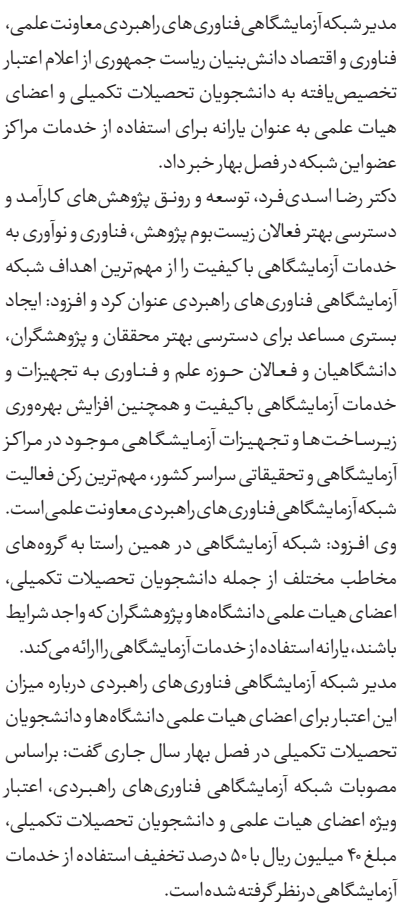 مدیر شبکه آزمایشگاهی فناوری‌های راهبردی معاونت علمی،
فناوری و اقتصاد دانش‌بنیان ریاست جمهوری از اعلام اعتبار
تخصیص‌یافته به دانشجویان تحصیلات تکمیلی و اعضای
هیات علمی به عنوان یارانه برای استفاده از خدمات مراکز
عضو این شبکه در فصل بهار خبر داد.
دکتر رضا اسدی‌فرد، توسعه و رونق پژوهش‌های کارآمد و
دسترسی بهتر فعالان زیست‌بوم پژوهش، فناوری و نوآوری به
خدمات آزمایشگاهی با کیفیت را از مهم‌ترین اهداف شبکه
آزمایشگاهی فناوری‌های راهبردی عنوان کرد و افزود: ایجاد
بستری مساعد برای دسترسی بهتر محققان و پژوهشگران،
دانشگاهیان و فعالان حوزه علم و فناوری به تجهیزات و
خدمات آزمایشگاهی باکیفیت و همچنین افزایش بهره‌وری
زیرساخت‌ها و تجهیزات آزمایشگاهی موجود در مراکز
آزمایشگاهی و تحقیقاتی سراسر کشور، مهم‌ترین رکن فعالیت
شبکه آزمایشگاهی فناوری‌های راهبردی معاونت علمی است.
وی افزود: شبکه آزمایشگاهی در همین راستا به گروه‌های
مخاطب مختلف از جمله دانشجویان تحصیلات تکمیلی،
اعضای هیات علمی دانشگاه‌ها و پژوهشگران که واجد شرایط
باشند، یارانه استفاده از خدمات آزمایشگاهی را ارائه می‌کند.
مدیر شبکه آزمایشگاهی فناوری‌های راهبردی درباره میزان
این اعتبار برای اعضای هیات علمی دانشگاه‌ها و دانشجویان
تحصیلات تکمیلی در فصل بهار سال جاری گفت: براساس
مصوبات شبکه آزمایشگاهی فناوری‌های راهبردی، اعتبار
ویژه اعضای هیات علمی و دانشجویان تحصیلات تکمیلی،
مبلغ ۴۰ میلیون ریال با ۵۰ درصد تخفیف استفاده از خدمات
آزمایشگاهی درنظر گرفته شده است.